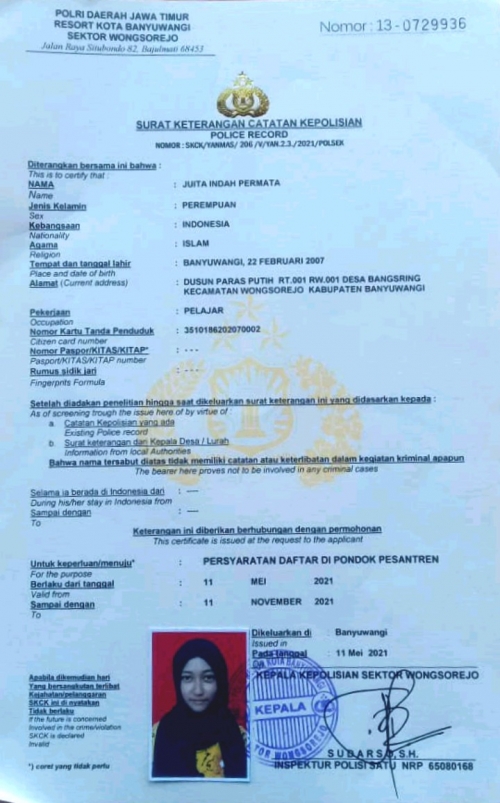 POLRI DAERAH JAWA TIMUR
RESORT KOTA BANYUWANGI
SEKTOR WONGSOREJO
Jalan Raya Situbondo 82, Bajulmati 68453
Nomor : 13 - 0729936
SURAT KETERANGAN CATATAN KEPOLISIAN
POLICE RECORD
NOMOR : SKCK/YANMAS/ 206 /V/YAN.2.3./2021/POLSEK
Diterangkan bersama ini bahwa :
This is to certify that :
NAMA : JUITA INDAH PERMATA
Name
Jenis Kelamin : PEREMPUAN
Sex
Kebangsaan : INDONESIA
Nationality
Agama : ISLAM
Religion
Tempat dan tanggal lahir : BANYUWANGI, 22 FEBRUARI 2007
Place and date of birth
Alamat (Current address) : DUSUN PARAS PUTIH RT.001 RW.001 DESA BANGSRING
KECAMATAN WONGSOREJO KABUPATEN BANYUWANGI
Pekerjaan : PELAJAR
Occupation
Nomor Kartu Tanda Penduduk : 3510186202070002
Citizen card number
Nomor Paspor/KITAS/KITAP* : - - -
Pasport/KITAS/KITAP number
Rumus sidik jari : - - -
Fingerprits Formula
Setelah diadakan penelitian hingga saat dikeluarkan surat keterangan ini yang didasarkan kepada :
As of screening trough the issue here of by virtue of :
a. Catatan Kepolisian yang ada
Existing Police record
b. Surat keterangan dari Kepala Desa / Lurah
Information from local Authorities
Bahwa nama tersabut diatas tidak memiliki catatan atau keterlibatan dalam kegiatan kriminal apapun
The bearer here proves not to be involved in any criminal cases
Selama ia berada di Indonesia dari : —
During his/her stay in Indonesia from
Sampai dengan : —
To
Keterangan ini diberikan berhubungan dengan permohonan
This certificate is issued at the request to the applicant
Untuk keperluan/menuju* : PERSYARATAN DAFTAR DI PONDOK PESANTREN
For the purpose
Berlaku dari tanggal : 11 MEI 2021
Valid from
Sampai dengan : 11 NOVEMBER 2021
To
Dikeluarkan di : Banyuwangi
Issued in
Pada tanggal : 11 Mei 2021
On
KEPALA KEPOLISIAN SEKTOR WONGSOREJO
KEPALA
Apabila dikemudian hari
Yang bersangkutan terlibat
Kejahatan/pelanggaran
SKCK ini di nyatakan
Tidak berlaku
If the future is concerned
Involved in the crime/violation
SKCK is declared
Invalid
INSPEKTUR POLISI SATU NRP 65080168
*) coret yang tidak perlu